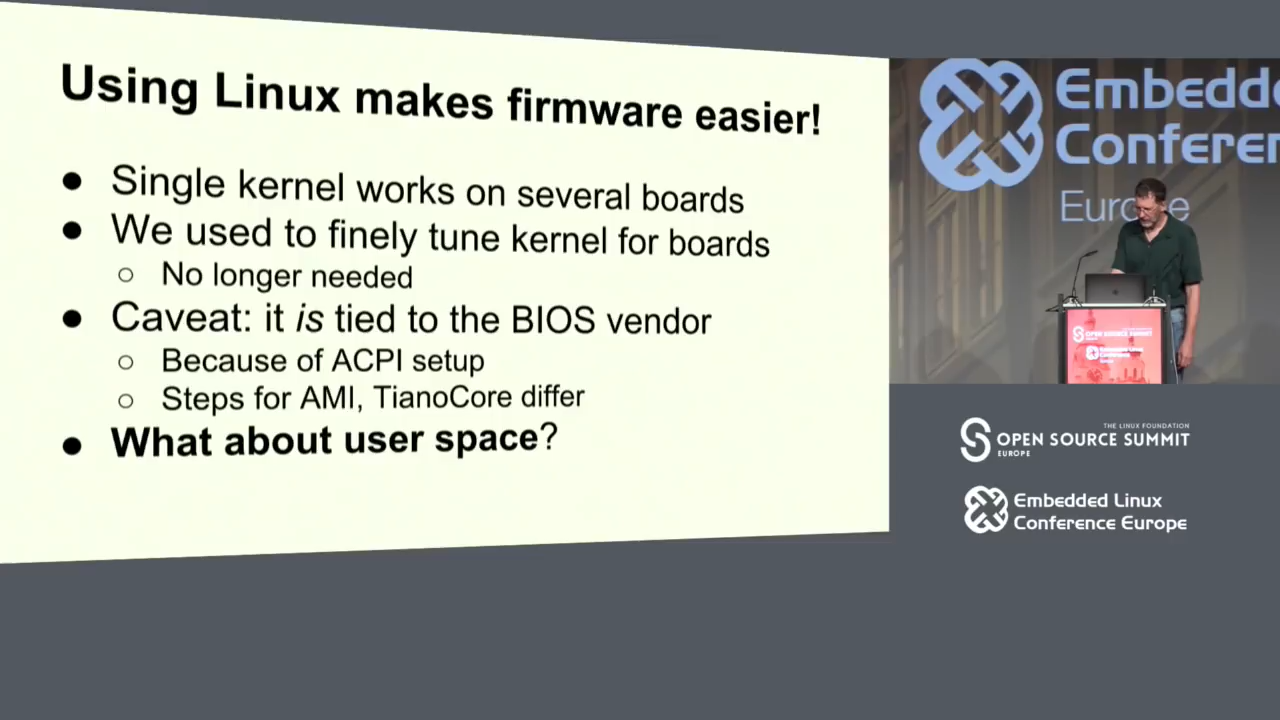 Using Linux makes firmware easier!
● Single kernel works on several boards
● We used to finely tune kernel for boards
○ No longer needed
● Caveat: it is tied to the BIOS vendor
○ Because of ACPI setup
○ Steps for AMI, TianoCore differ
● What about user space?
Embedde
Conferen
Europe
OPEN SOURCE SUMMIT
THE LINUX FOUNDATION
OPEN SOURCE SUMMIT
EUROPE
Embedded Linux
Conference Europe